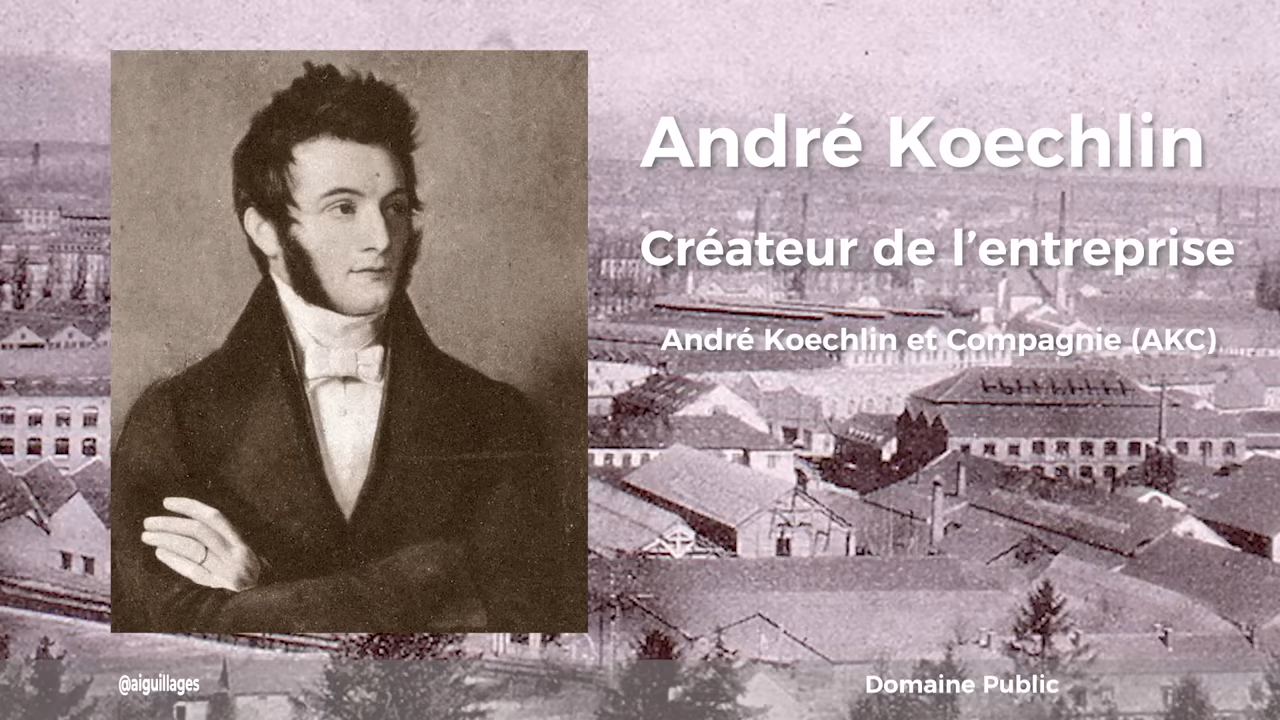 André Koechlin
Créateur de l’entreprise
André Koechlin et Compagnie (AKC)
@aiguillages
Domaine Public